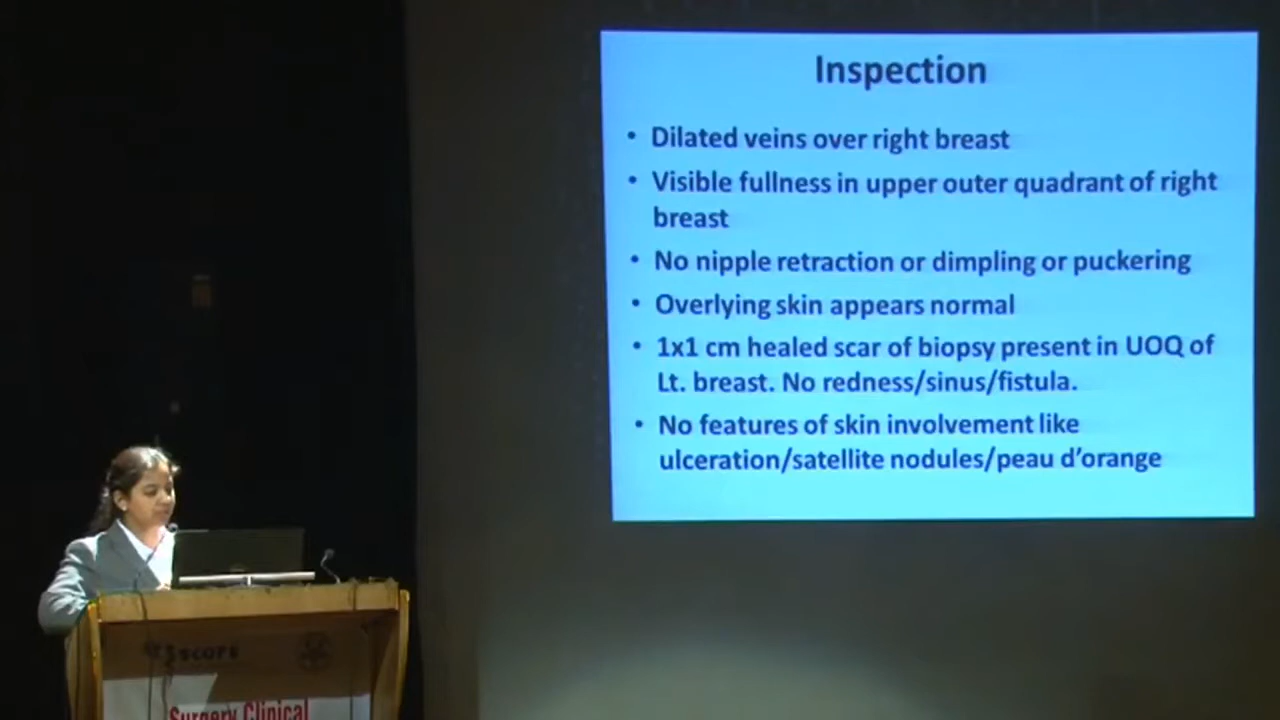 Inspection
• Dilated veins over right breast
• Visible fullness in upper outer quadrant of right
breast
• No nipple retraction or dimpling or puckering
• Overlying skin appears normal
• 1x1 cm healed scar of biopsy present in UOQ of
Lt. breast. No redness/sinus/fistula.
• No features of skin involvement like
ulceration/satellite nodules/peau d'orange
Surgery Clinical